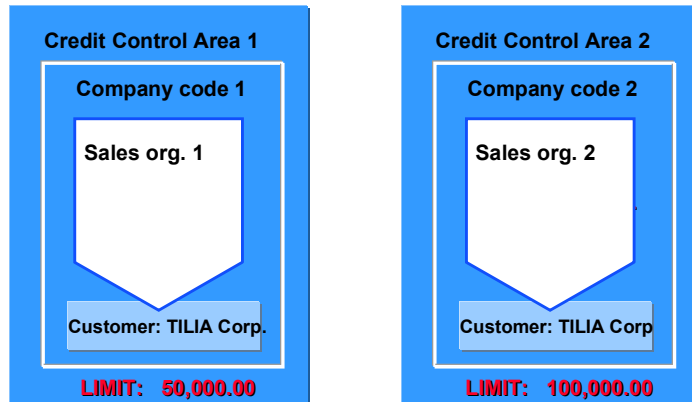 Credit Control Area 1
Company code 1
Sales org. 1
Customer: TILIA Corp.
LIMIT: 50,000.00
Credit Control Area 2
Company code 2
Sales org. 2
Customer: TILIA Corp
LIMIT: 100,000.00